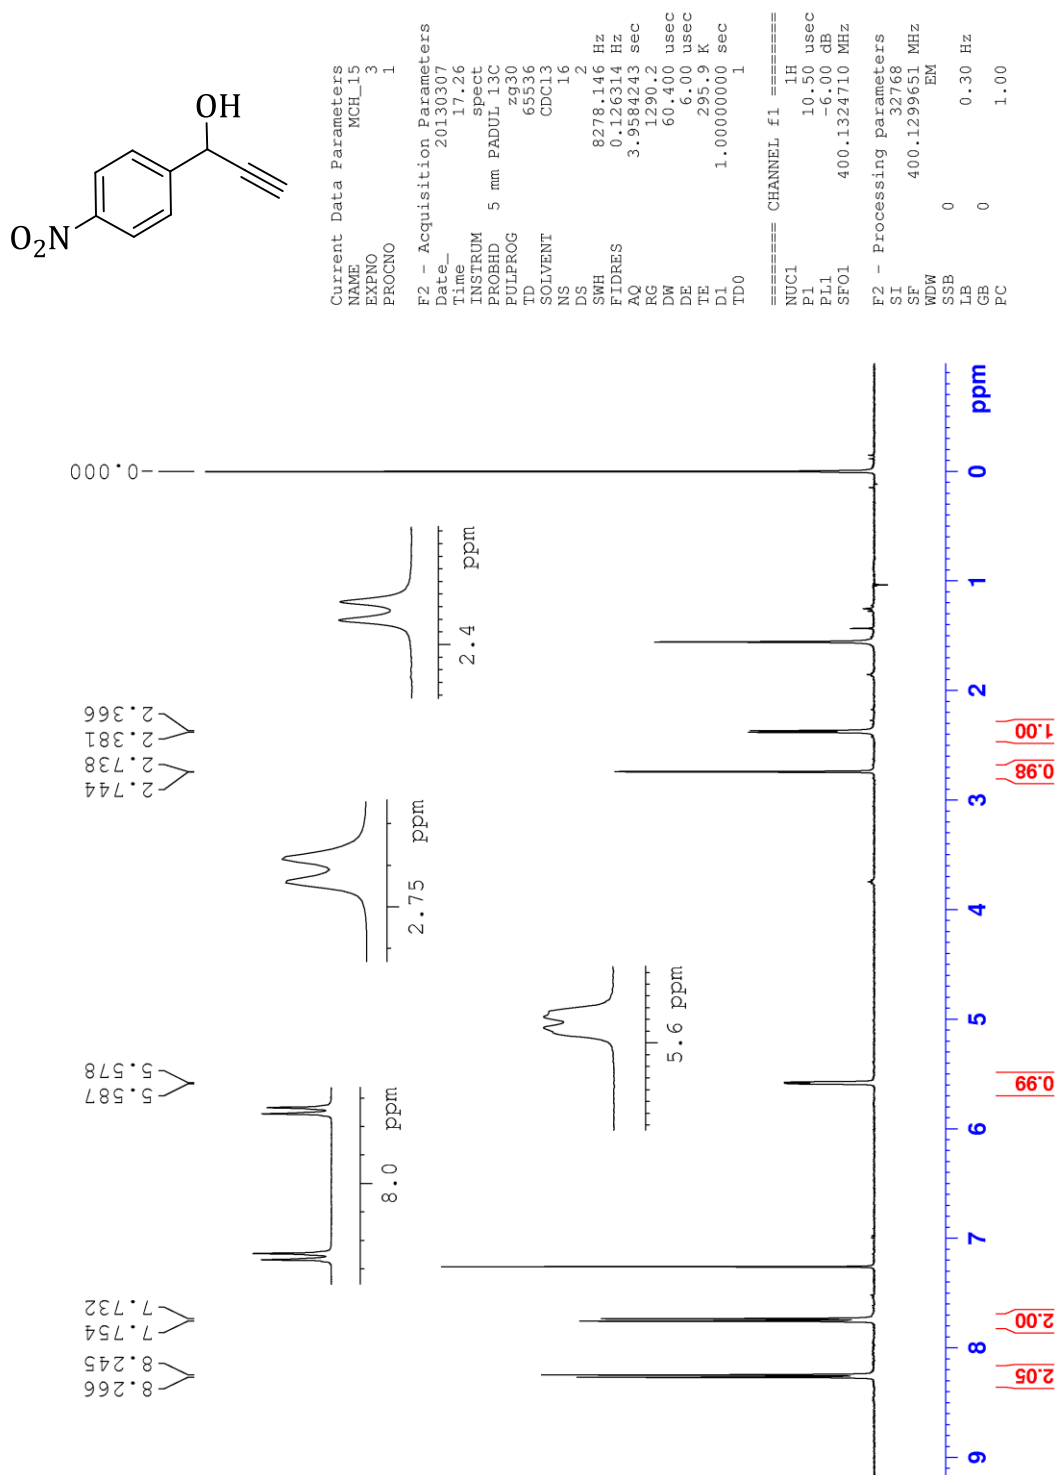 OH
O2N
Current Data Parameters
NAME MCH_15
EXPNO 3
PROCNO 1
F2 - Acquisition Parameters
Date_ 20130307
Time 17.26
INSTRUM spect
PROBHD 5 mm PADUL 13C
PULPROG zg30
TD 65536
SOLVENT CDCl3
NS 16
DS 2
SWH 8278.146 Hz
FIDRES 0.126314 Hz
AQ 3.9584243 sec
RG 1290.2
DW 60.400 usec
DE 6.00 usec
TE 295.9 K
D1 1.00000000 sec
TD0 1
======== CHANNEL f1 ========
NUC1 1H
P1 10.50 usec
PL1 -6.00 dB
SFO1 400.1324710 MHz
F2 - Processing parameters
SI 32768
SF 400.1299651 MHz
WDW EM
SSB 0
LB 0.30 Hz
GB 0
PC 1.00
8.266
8.245
7.754
7.732
5.587
5.578
2.744
2.738
2.381
2.366
0.000
8.0 ppm
5.6 ppm
2.75 ppm
2.4 ppm
9 8 7 6 5 4 3 2 1 0 ppm
2.05
2.00
0.99
0.98
1.00